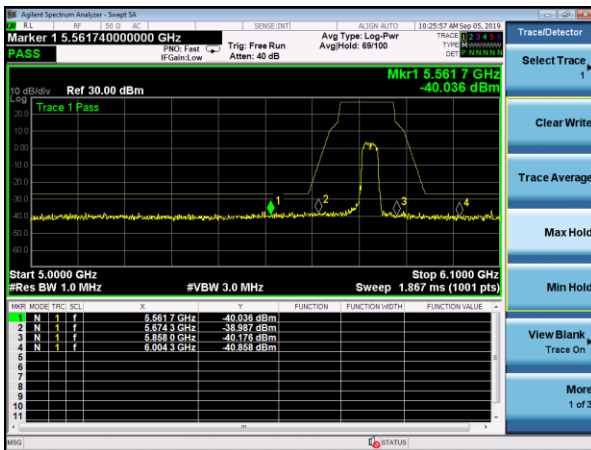 Agilent Spectrum Analyzer - Swept SA
RL RF 50 Ω AC SENSE:INT ALIGN AUTO 10:25:57 AM Sep 05, 2019
Marker 1 5.561740000000 GHz
PASS
PNO: Fast
IFGain:Low
Trig: Free Run
Atten: 40 dB
Avg Type: Log-Pwr
Avg|Hold: 69/100
TRACE 1 2 3 4 5 6
TYPE M W W W W W
DET P N N N N N
Mkr1 5.561 7 GHz
-40.036 dBm
10 dB/div Ref 30.00 dBm
Log
Trace 1 Pass
20.0
10.0
0.00
-10.0
-20.0
-30.0
-40.0
-50.0
-60.0
1
2
3
4
Start 5.0000 GHz
Stop 6.1000 GHz
#Res BW 1.0 MHz
#VBW 3.0 MHz
Sweep 1.867 ms (1001 pts)
MKR MODE TRC SCL X Y FUNCTION FUNCTION WIDTH FUNCTION VALUE
1 N 1 f 5.561 7 GHz -40.036 dBm
2 N 1 f 5.674 3 GHz -38.987 dBm
3 N 1 f 5.858 0 GHz -40.176 dBm
4 N 1 f 6.004 3 GHz -40.858 dBm
5
6
7
8
9
10
11
MSG
STATUS
Trace/Detector
Select Trace
1
Clear Write
Trace Average
Max Hold
Min Hold
View Blank
Trace On
More
1 of 3